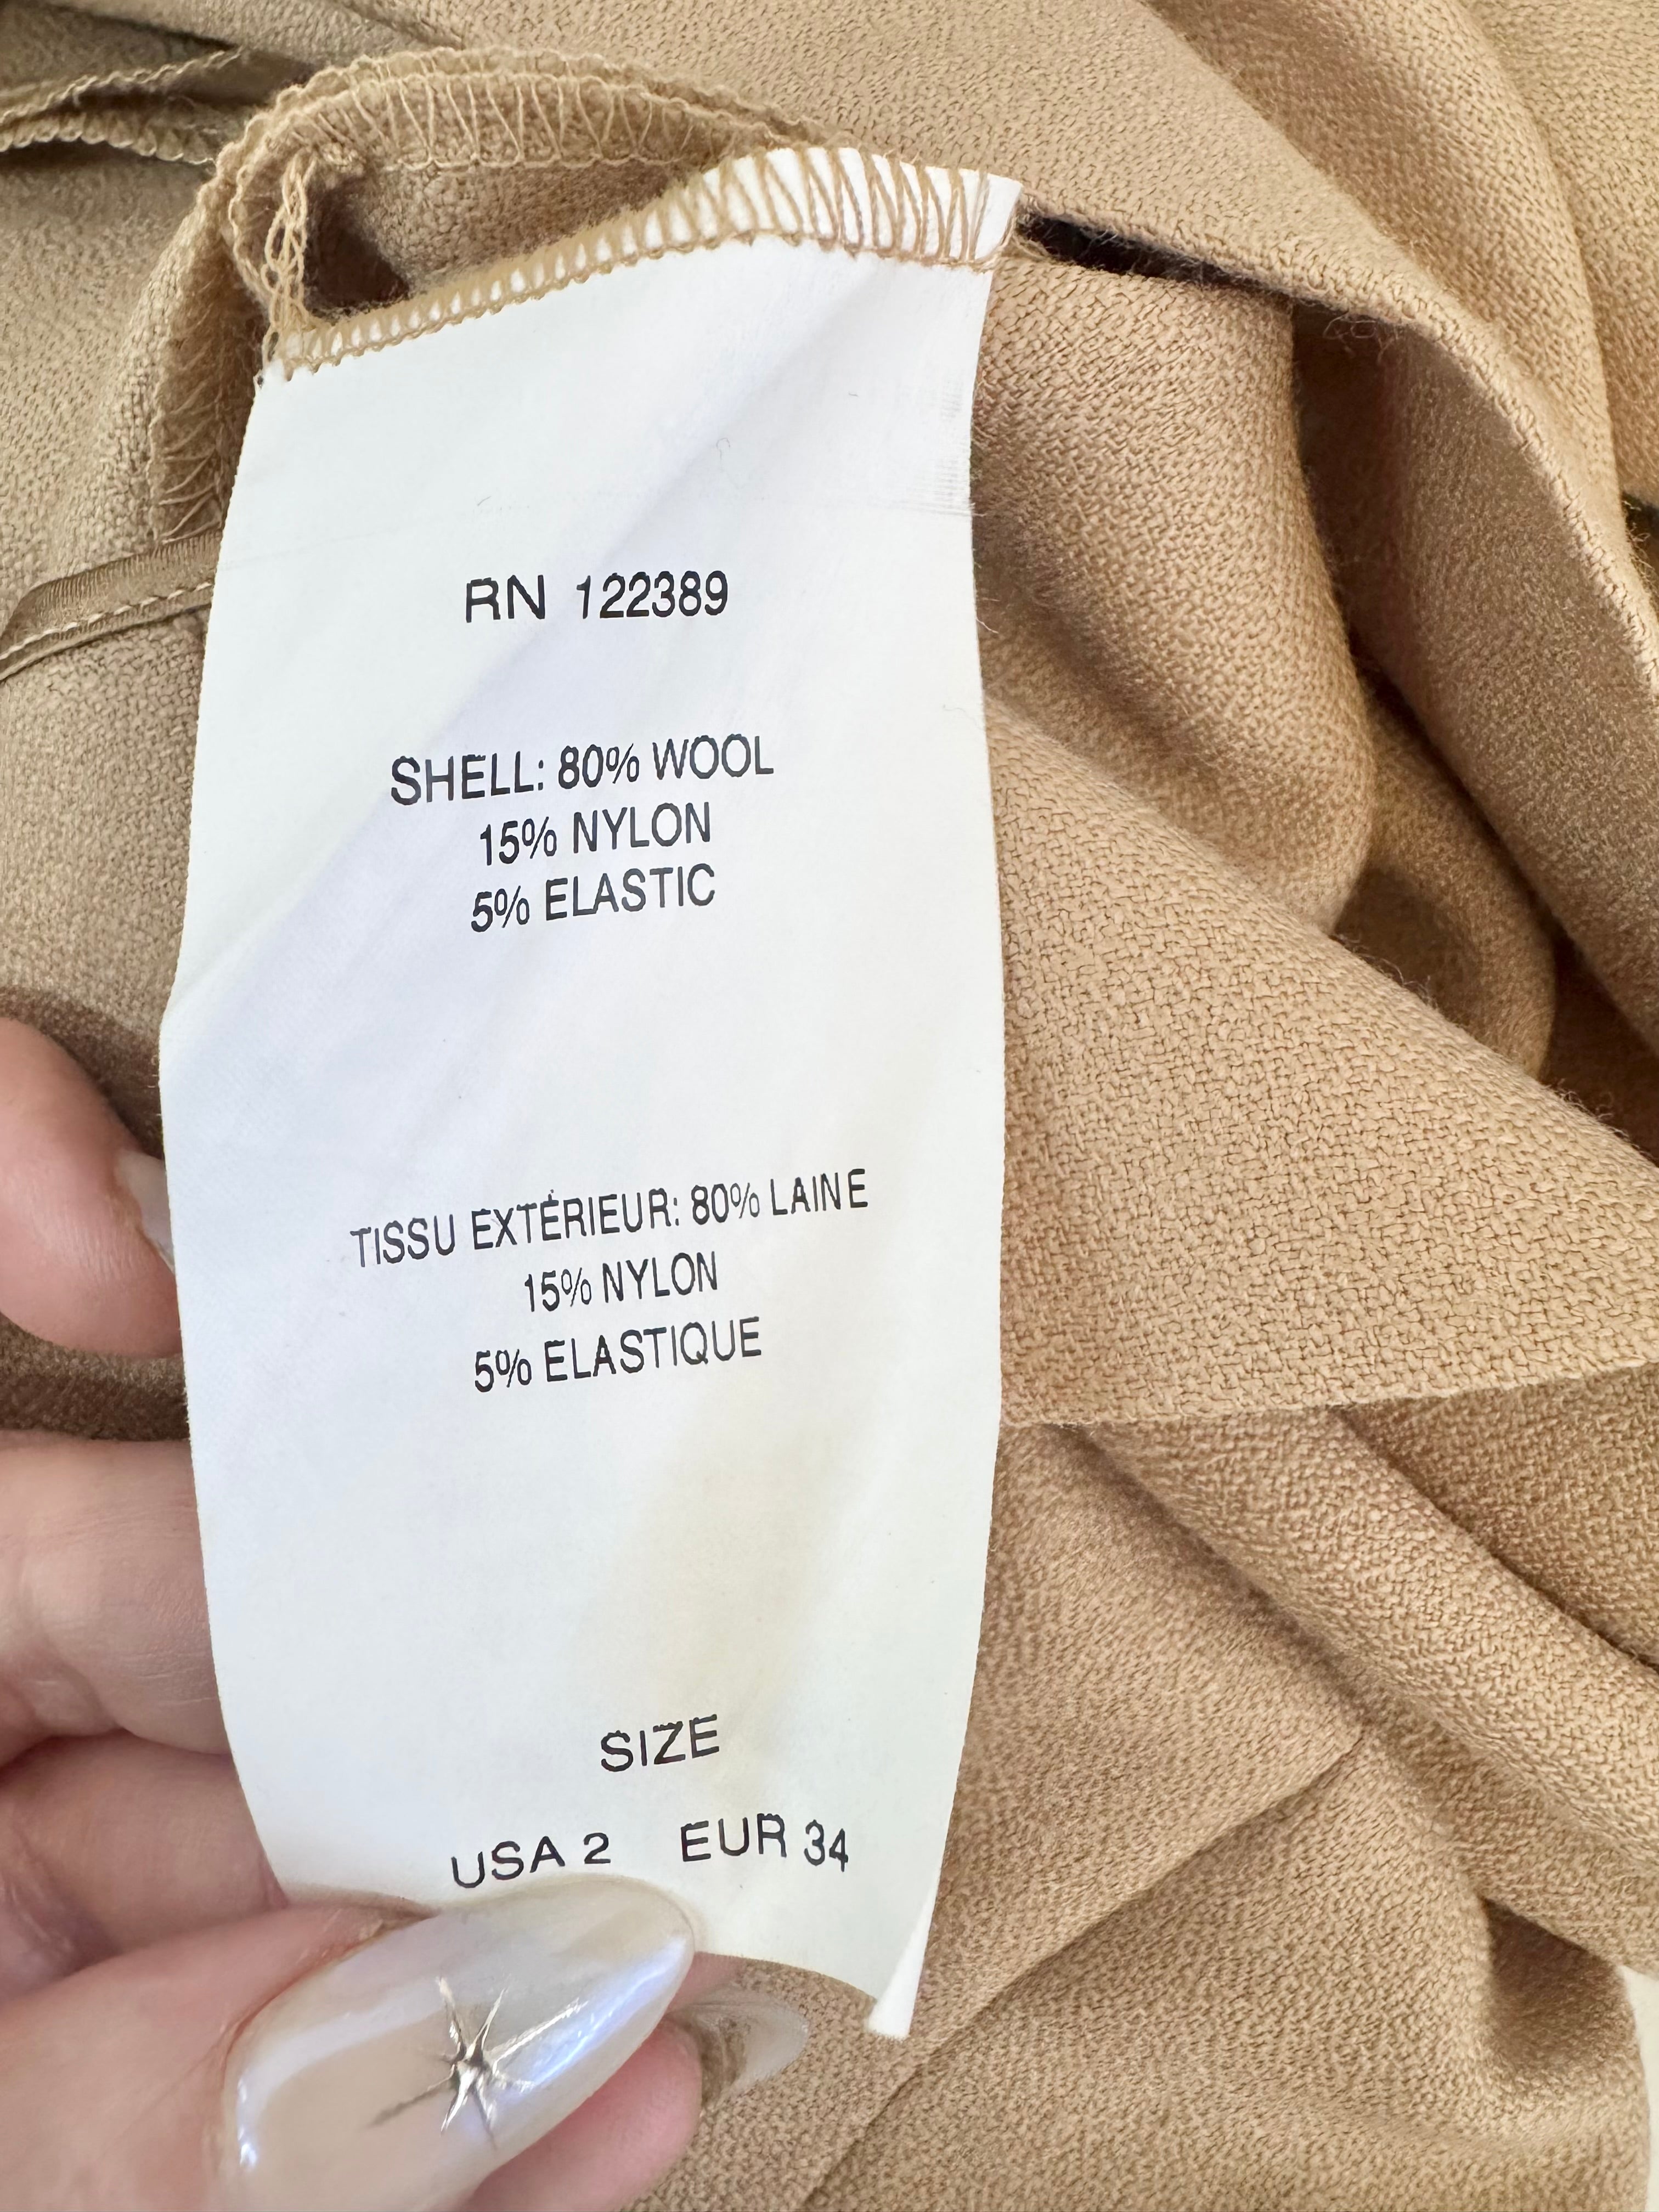 RN 122389
SHELL: 80% WOOL
15% NYLON
5% ELASTIC
TISSU EXTÉRIEUR: 80% LAINE
15% NYLON
5% ELASTIQUE
SIZE
USA 2 EUR 34